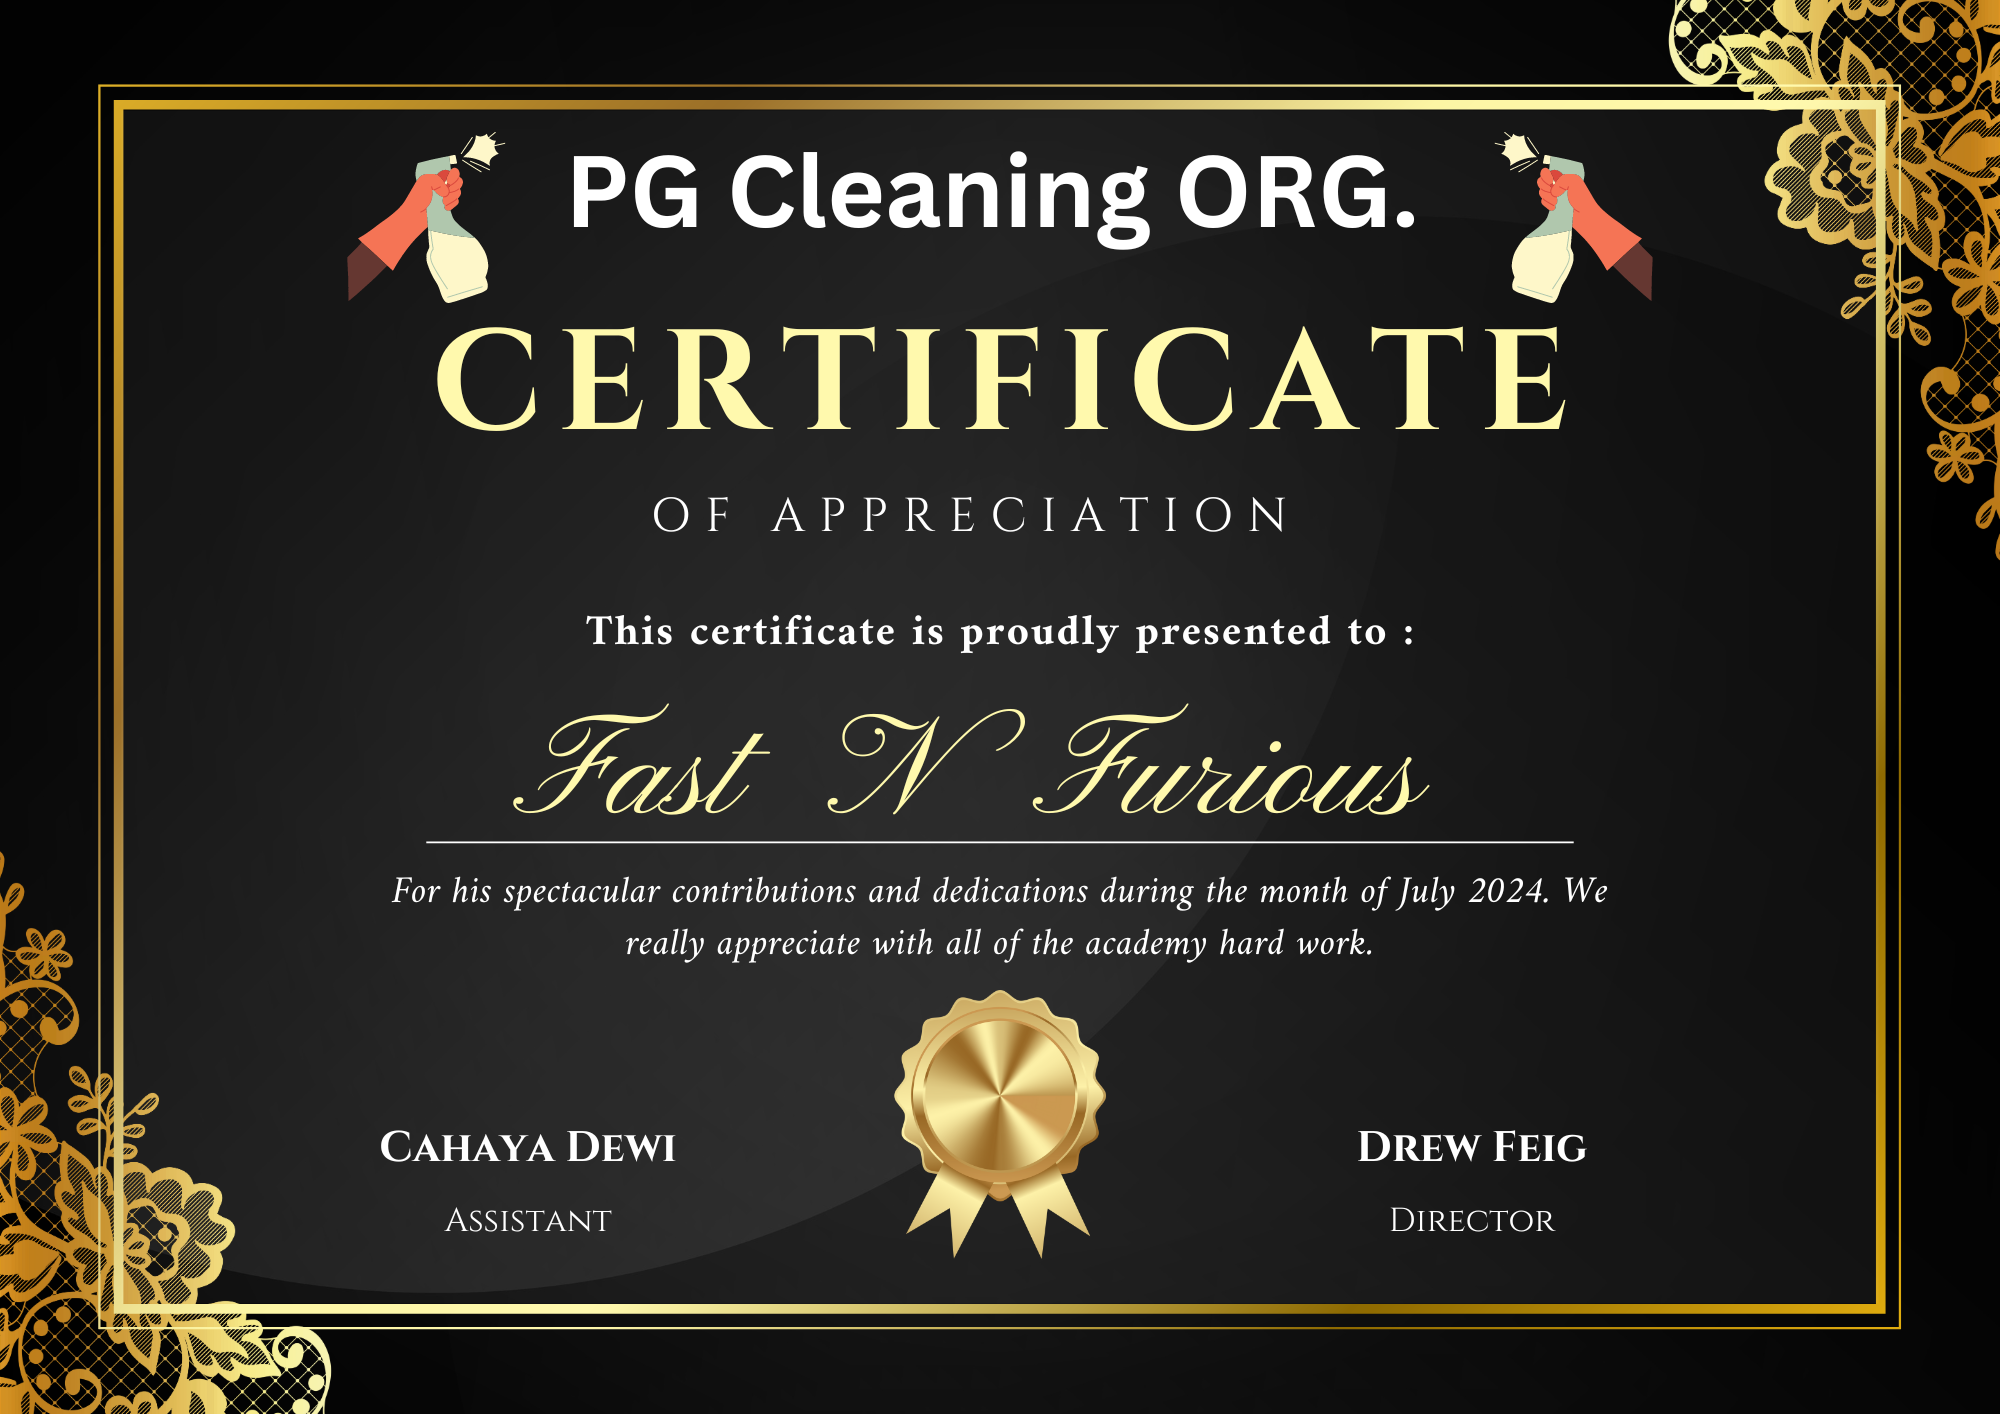 PG Cleaning ORG.
CERTIFICATE
OF APPRECIATION
This certificate is proudly presented to :
Fast N Furious
For his spectacular contributions and dedications during the month of July 2024. We
really appreciate with all of the academy hard work.
Cahaya Dewi
Drew Feig
Assistant
Director